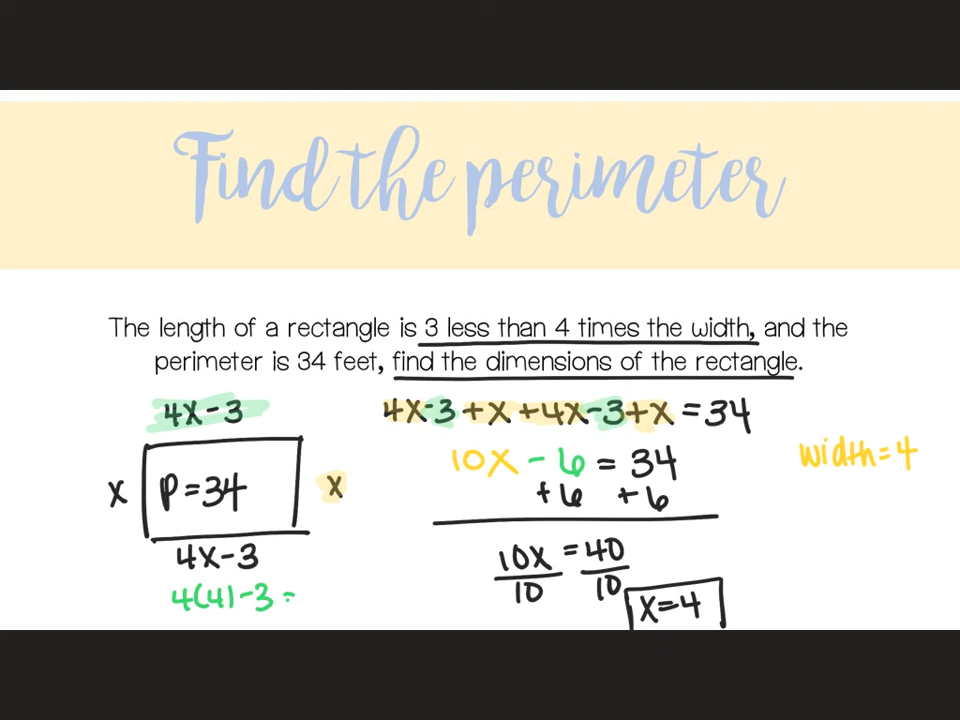 Find the perimeter
The length of a rectangle is 3 less than 4 times the width, and the
perimeter is 34 feet, find the dimensions of the rectangle.
4x-3
x
P=34
x
4x-3
4(4)-3 =
4x-3+x+4x-3+x=34
10x-6=34
+6 +6
10x=40
10 10
x=4
width=4